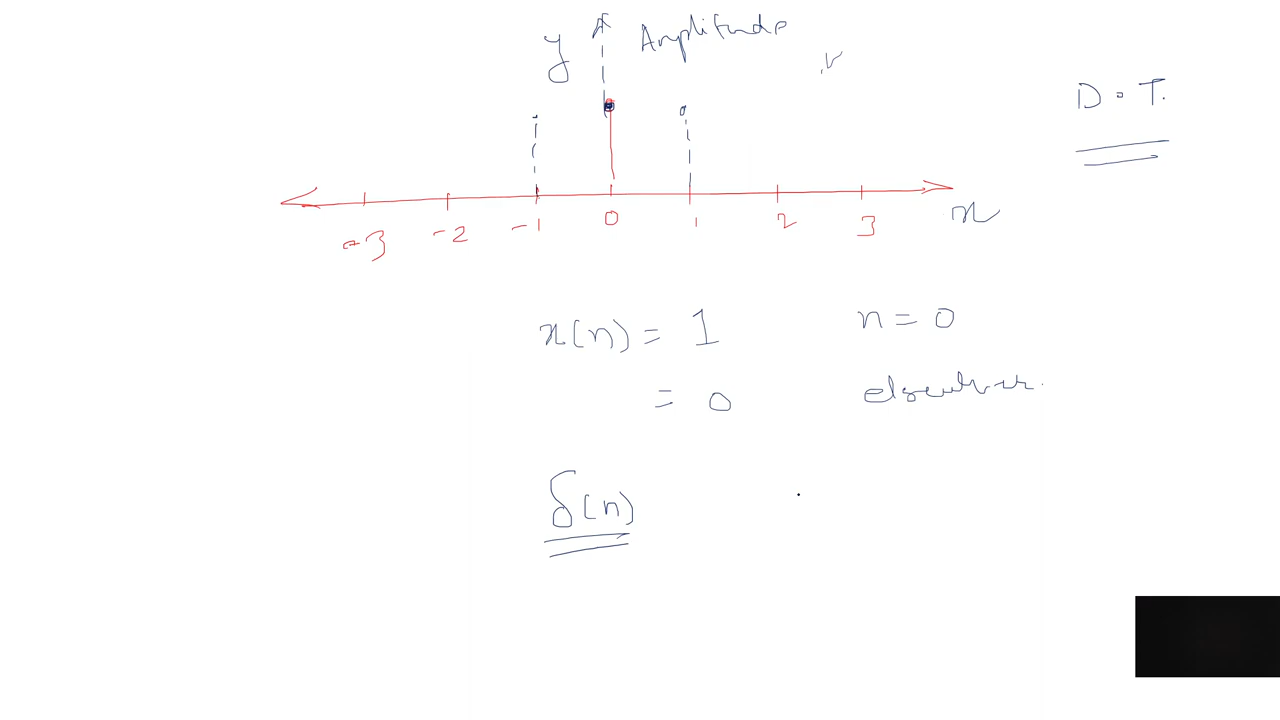 y Amplitude
D.T.
-3 -2 -1 0 1 2 3
x
x(n) = 1 n = 0
= 0 elsewhere.
δ(n)